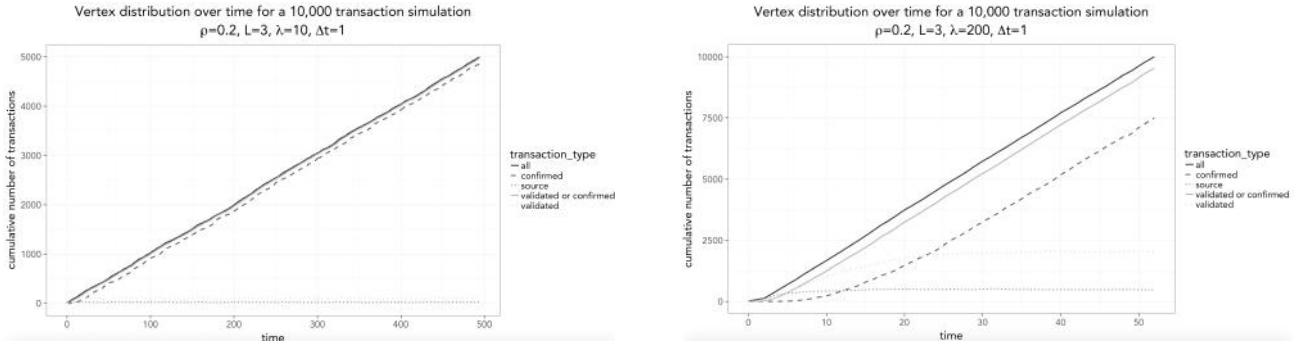 Vertex distribution over time for a 10,000 transaction simulation
ρ=0.2, L=3, λ=10, Δt=1
5000
4000
3000
2000
1000
0
cumulative number of transactions
0 100 200 300 400 500
time
transaction_type
all
confirmed
source
validated or confirmed
validated
Vertex distribution over time for a 10,000 transaction simulation
ρ=0.2, L=3, λ=200, Δt=1
10000
7500
5000
2500
0
cumulative number of transactions
0 10 20 30 40 50
time
transaction_type
all
confirmed
source
validated or confirmed
validated